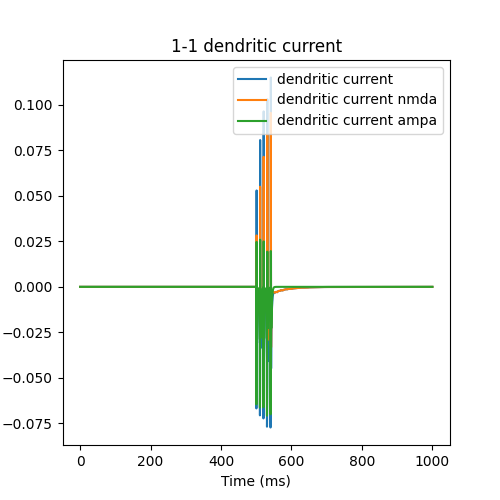 1-1 dendritic current
dendritic current
dendritic current nmda
dendritic current ampa
0.100
0.075
0.050
0.025
0.000
−0.025
−0.050
−0.075
0 200 400 600 800 1000
Time (ms)